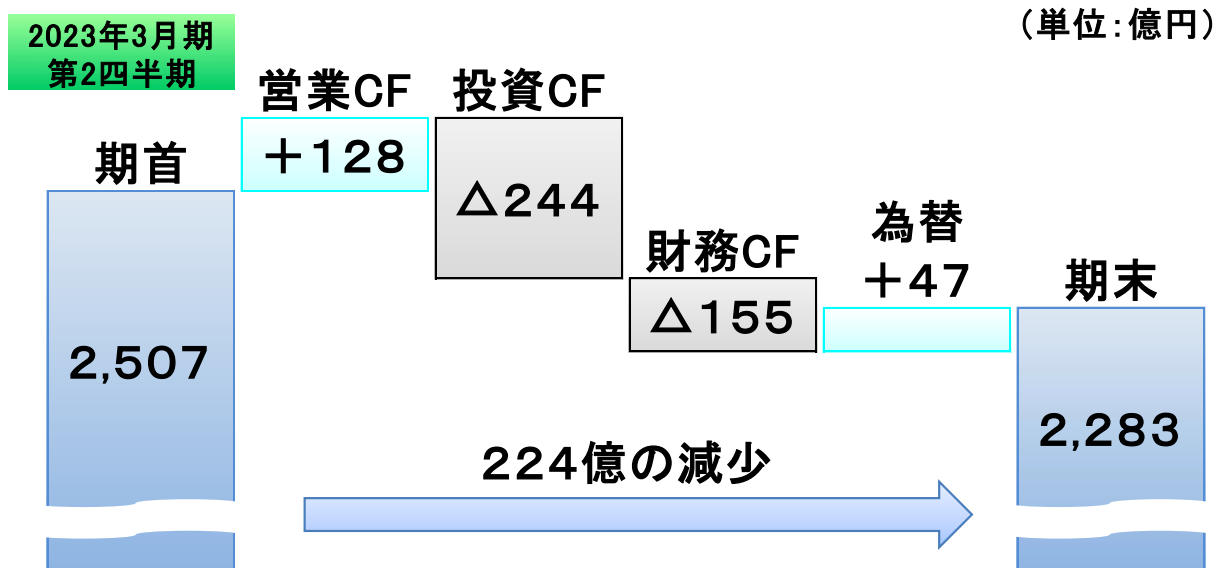 2023年3月期
第2四半期
（単位：億円）
営業CF
＋128
投資CF
△244
期首
2,507
財務CF
△155
為替
＋47
期末
2,283
224億の減少